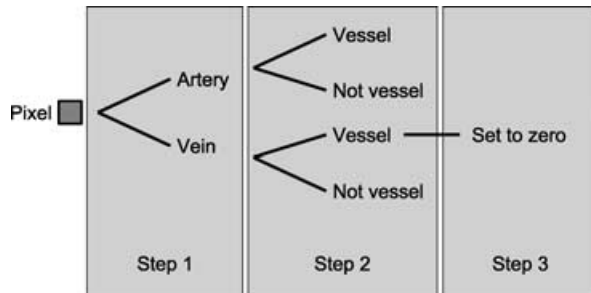 Pixel
Artery
Vein
Step 1
Vessel
Not vessel
Vessel
Not vessel
Step 2
Set to zero
Step 3